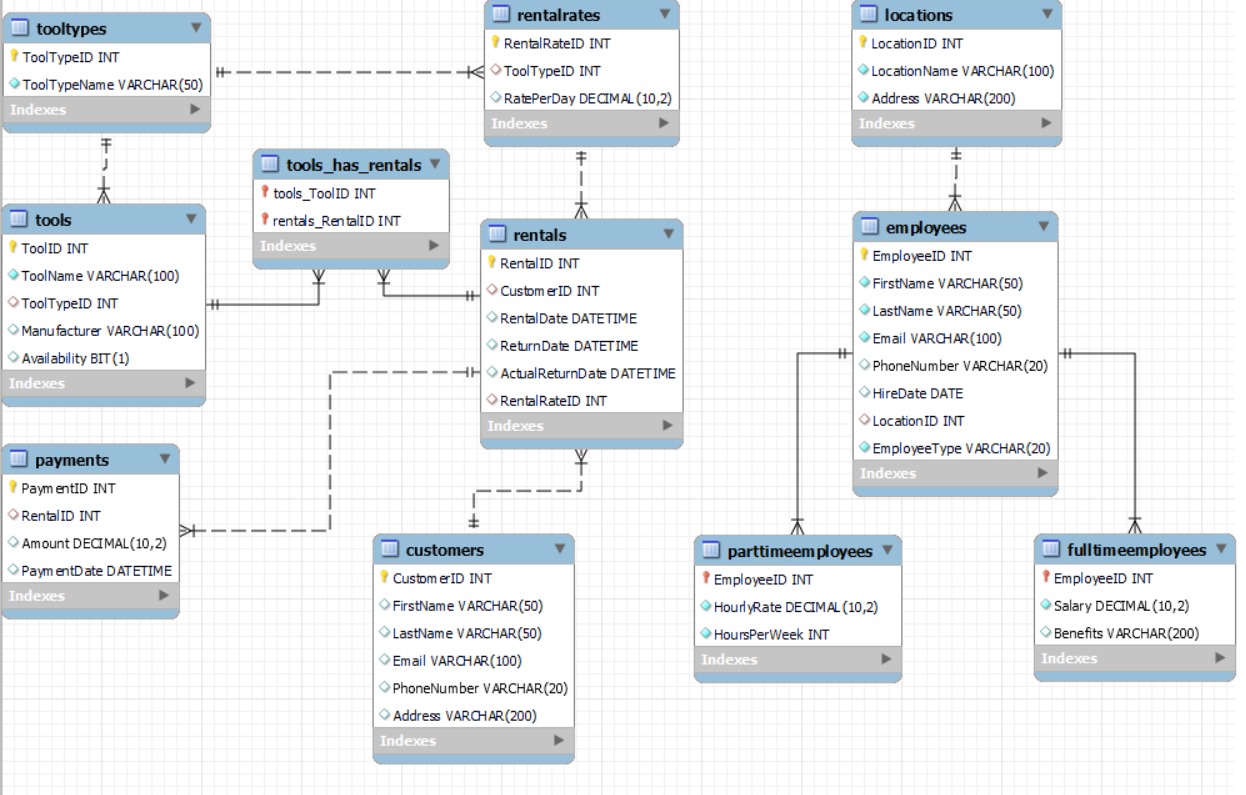 tooltypes
ToolTypeID INT
ToolTypeName VARCHAR(50)
Indexes
rentalrates
RentalRateID INT
ToolTypeID INT
RatePerDay DECIMAL(10,2)
Indexes
locations
LocationID INT
LocationName VARCHAR(100)
Address VARCHAR(200)
Indexes
tools_has_rentals
tools_ToolID INT
rentals_RentalID INT
Indexes
tools
ToolID INT
ToolName VARCHAR(100)
ToolTypeID INT
Manufacturer VARCHAR(100)
Availability BIT(1)
Indexes
rentals
RentalID INT
CustomerID INT
RentalDate DATETIME
ReturnDate DATETIME
ActualReturnDate DATETIME
RentalRateID INT
Indexes
employees
EmployeeID INT
FirstName VARCHAR(50)
LastName VARCHAR(50)
Email VARCHAR(100)
PhoneNumber VARCHAR(20)
HireDate DATE
LocationID INT
EmployeeType VARCHAR(20)
Indexes
payments
PaymentID INT
RentalID INT
Amount DECIMAL(10,2)
PaymentDate DATETIME
Indexes
customers
CustomerID INT
FirstName VARCHAR(50)
LastName VARCHAR(50)
Email VARCHAR(100)
PhoneNumber VARCHAR(20)
Address VARCHAR(200)
Indexes
parttimeemployees
EmployeeID INT
HourlyRate DECIMAL(10,2)
HoursPerWeek INT
Indexes
fulltimeemployees
EmployeeID INT
Salary DECIMAL(10,2)
Benefits VARCHAR(200)
Indexes